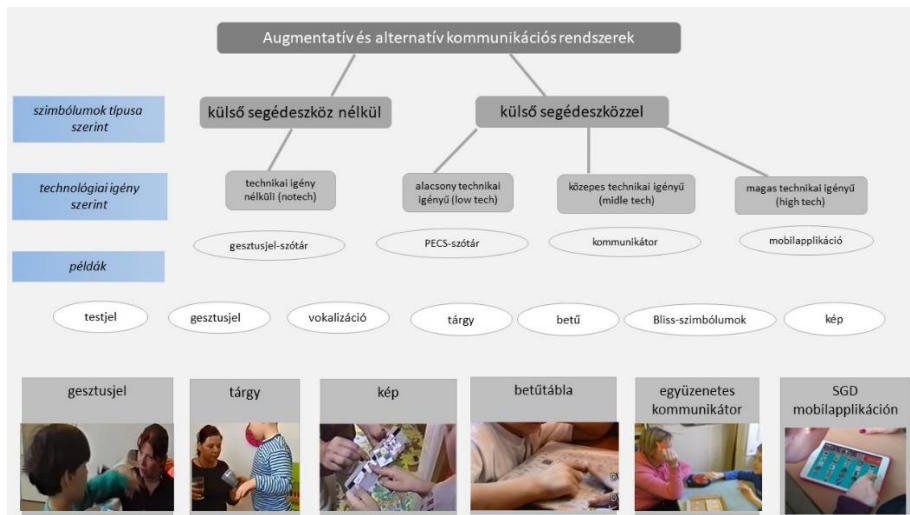 Augmentatív és alternatív kommunikációs rendszerek
szimbólumok típusa
szerint
külső segédeszköz nélkül
külső segédeszközzel
technológiai igény
szerint
technikai igény
nélküli (notech)
alacsony technikai
igényű (low tech)
közepes technikai igényű
(midle tech)
magas technikai igényű
(high tech)
gesztusjel-szótár
PECS-szótár
kommunikátor
mobilapplikáció
példák
testjel
gesztusjel
vokalizáció
tárgy
betű
Bliss-szimbólumok
kép
gesztusjel
tárgy
kép
betűtábla
együzenetes
kommunikátor
SGD
mobilapplikáción